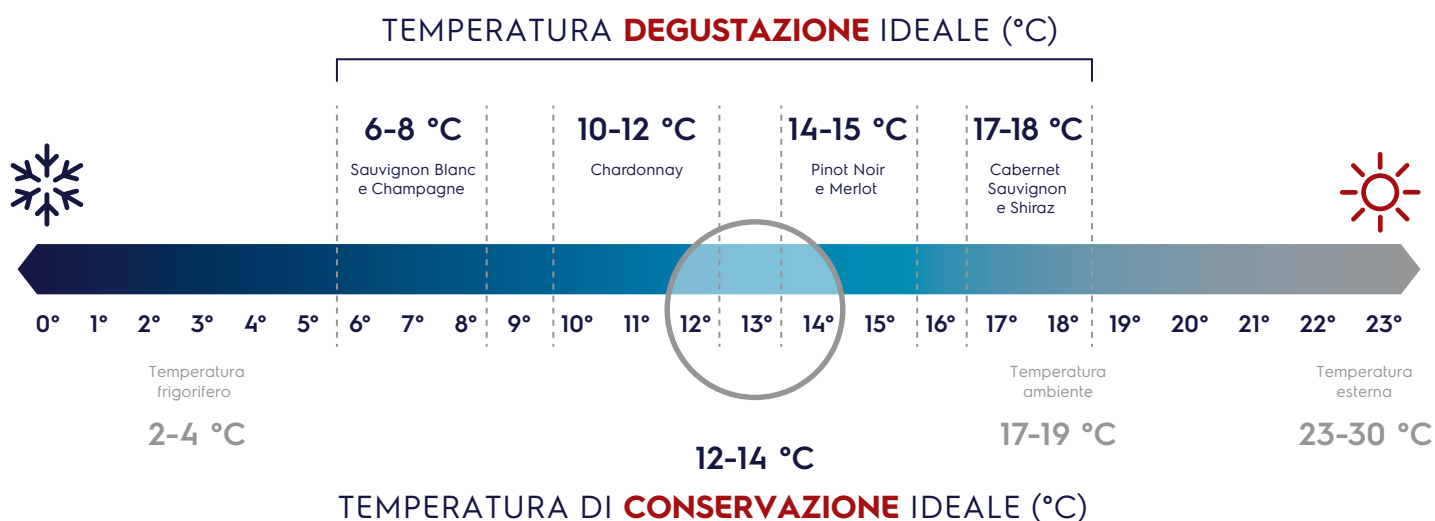 TEMPERATURA DEGUSTAZIONE IDEALE (°C)
6-8 °C
Sauvignon Blanc
e Champagne
10-12 °C
Chardonnay
14-15 °C
Pinot Noir
e Merlot
17-18 °C
Cabernet
Sauvignon
e Shiraz
0° 1° 2° 3° 4° 5° 6° 7° 8° 9° 10° 11° 12° 13° 14° 15° 16° 17° 18° 19° 20° 21° 22° 23°
Temperatura
frigorifero
2-4 °C
Temperatura
ambiente
17-19 °C
Temperatura
esterna
23-30 °C
12-14 °C
TEMPERATURA DI CONSERVAZIONE IDEALE (°C)